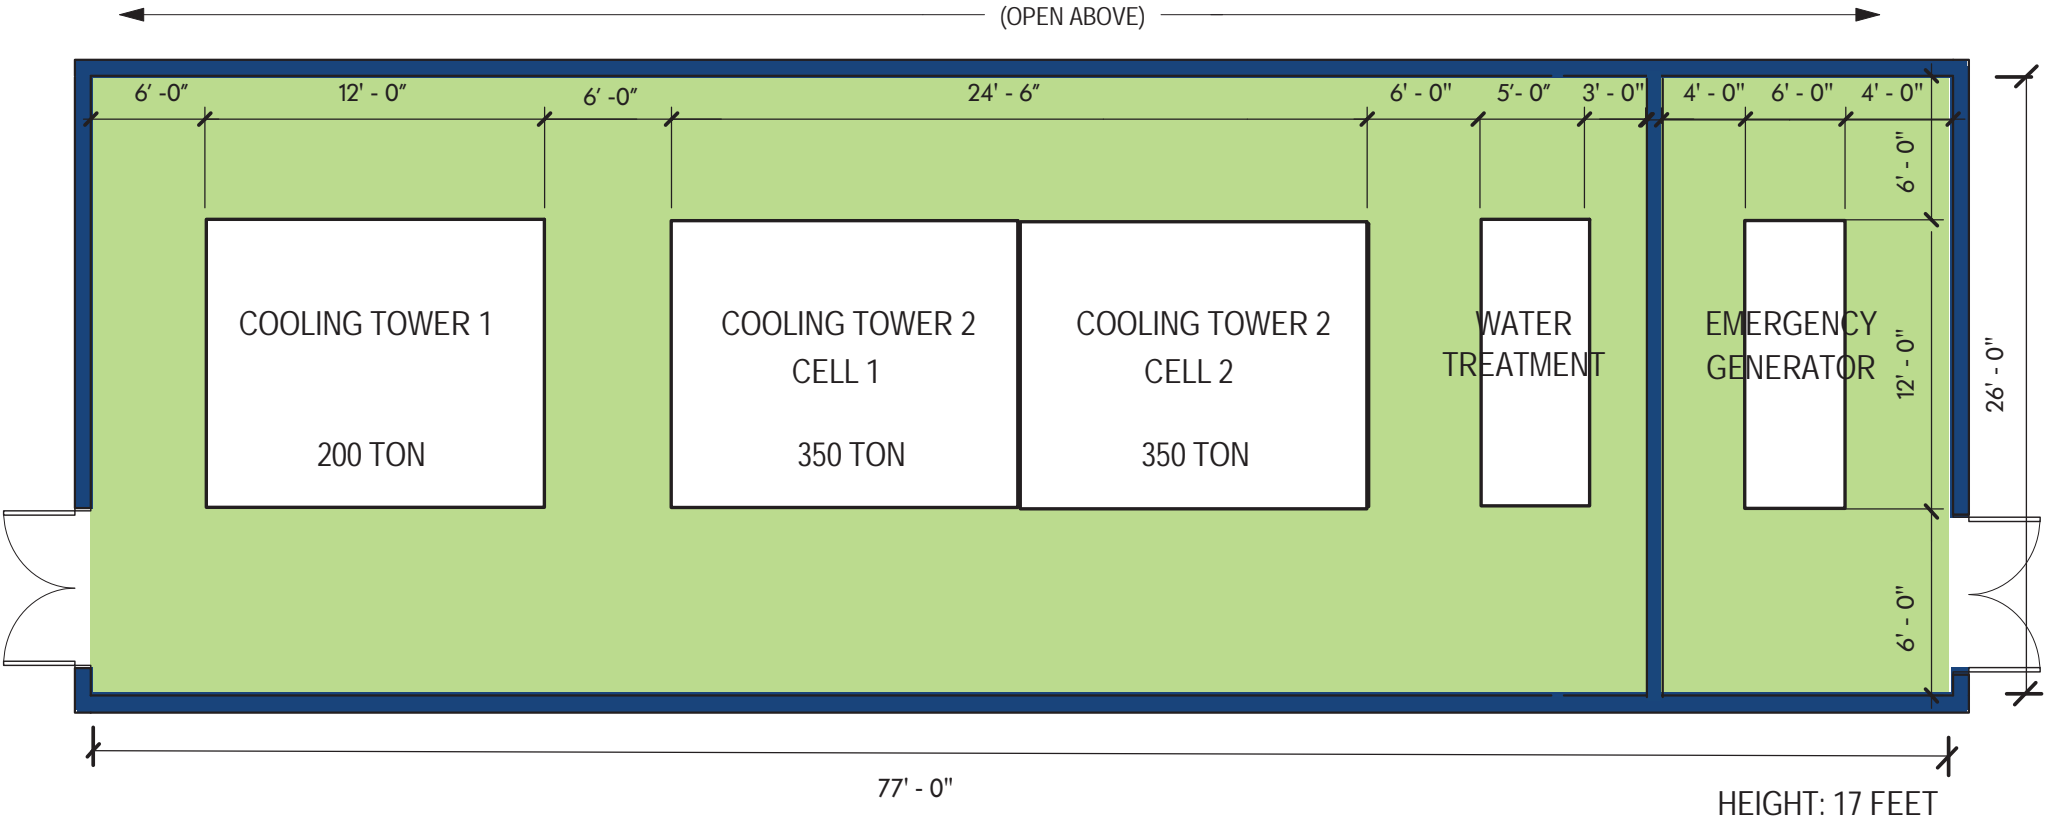 (OPEN ABOVE)
6' -0" 12' - 0" 6' -0" 24' - 6" 6' - 0" 5'- 0" 3' - 0" 4' - 0" 6' - 0" 4' - 0"
6' - 0"
COOLING TOWER 1
200 TON
COOLING TOWER 2
CELL 1
350 TON
COOLING TOWER 2
CELL 2
350 TON
WATER
TREATMENT
EMERGENCY
GENERATOR
12' - 0"
26' - 0"
6' - 0"
77' - 0"
HEIGHT: 17 FEET